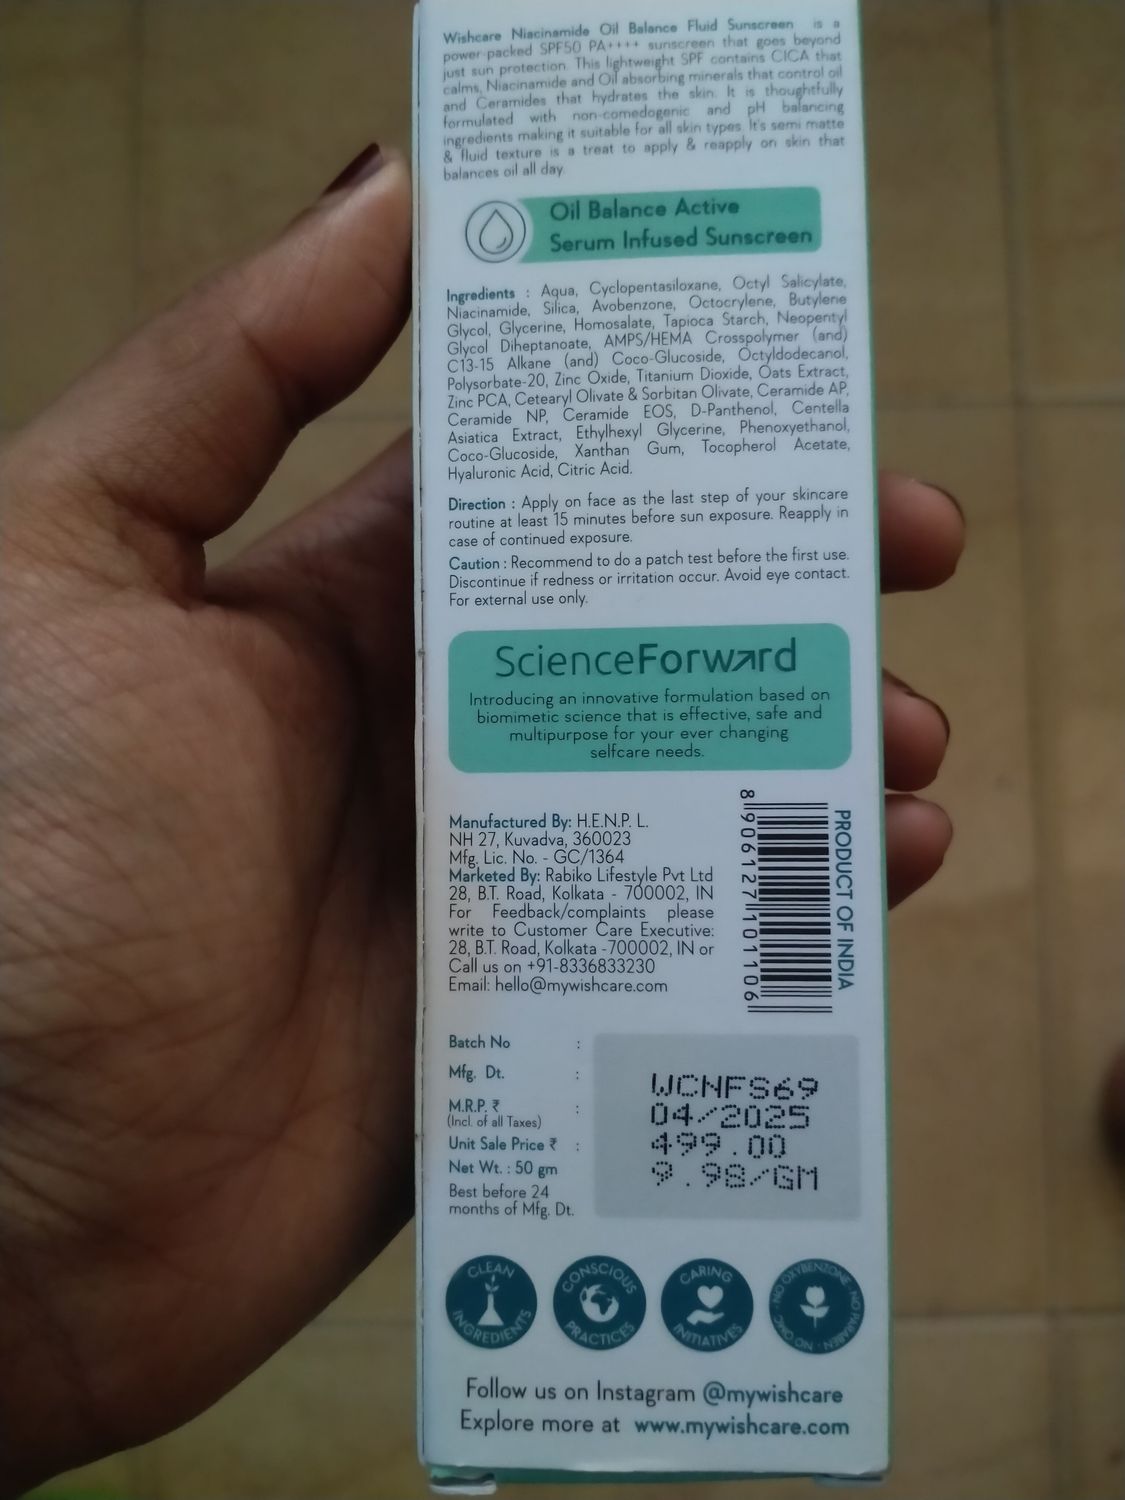 Wishcare Niacinamide Oil Balance Fluid Sunscreen is a
power-packed SPF50 PA++++ sunscreen that goes beyond
just sun protection. This lightweight SPF contains CICA that
calms, Niacinamide and Oil absorbing minerals that control oil
and Ceramides that hydrates the skin. It is thoughtfully
formulated with non-comedogenic and pH balancing
ingredients making it suitable for all skin types. It's semi matte
& fluid texture is a treat to apply & reapply on skin that
balances oil all day.
Oil Balance Active
Serum Infused Sunscreen
Ingredients : Aqua, Cyclopentasiloxane, Octyl Salicylate,
Niacinamide, Silica, Avobenzone, Octocrylene, Butylene
Glycol, Glycerine, Homosalate, Tapioca Starch, Neopentyl
Glycol Diheptanoate, AMPS/HEMA Crosspolymer (and)
C13-15 Alkane (and) Coco-Glucoside, Octyldodecanol,
Polysorbate-20, Zinc Oxide, Titanium Dioxide, Oats Extract,
Zinc PCA, Cetearyl Olivate & Sorbitan Olivate, Ceramide AP,
Ceramide NP, Ceramide EOS, D-Panthenol, Centella
Asiatica Extract, Ethylhexyl Glycerine, Phenoxyethanol,
Coco-Glucoside, Xanthan Gum, Tocopherol Acetate,
Hyaluronic Acid, Citric Acid.
Direction : Apply on face as the last step of your skincare
routine at least 15 minutes before sun exposure. Reapply in
case of continued exposure.
Caution : Recommend to do a patch test before the first use.
Discontinue if redness or irritation occur. Avoid eye contact.
For external use only.
ScienceForward
Introducing an innovative formulation based on
biomimetic science that is effective, safe and
multipurpose for your ever changing
selfcare needs.
Manufactured By: H.E.N.P. L.
NH 27, Kuvadva, 360023
Mfg. Lic. No. - GC/1364
Marketed By: Rabiko Lifestyle Pvt Ltd
28, B.T. Road, Kolkata - 700002, IN
For Feedback/complaints please
write to Customer Care Executive:
28, B.T. Road, Kolkata -700002, IN or
Call us on +91-8336833230
Email: hello@mywishcare.com
8 906127 101106
PRODUCT OF INDIA
Batch No :
Mfg. Dt. :
M.R.P. ₹ :
(Incl. of all Taxes)
Unit Sale Price ₹ :
Net Wt. : 50 gm
Best before 24
months of Mfg. Dt.
WCNFS69
04/2025
499.00
9.98/GM
CLEAN INGREDIENTS
CONSCIOUS PRACTICES
CARING INITIATIVES
NO OXYBENZONE · NO PARABEN · NO OMC ·
Follow us on Instagram @mywishcare
Explore more at www.mywishcare.com